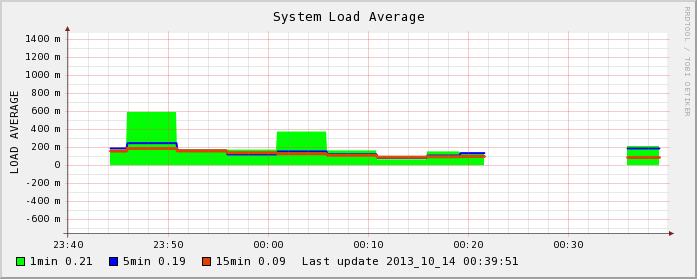 System Load Average
RRDTOOL / TOBI OETIKER
LOAD AVERAGE
1400 m
1200 m
1000 m
800 m
600 m
400 m
200 m
0
-200 m
-400 m
-600 m
23:40 23:50 00:00 00:10 00:20 00:30
1min 0.21 5min 0.19 15min 0.09 Last update 2013_10_14 00:39:51